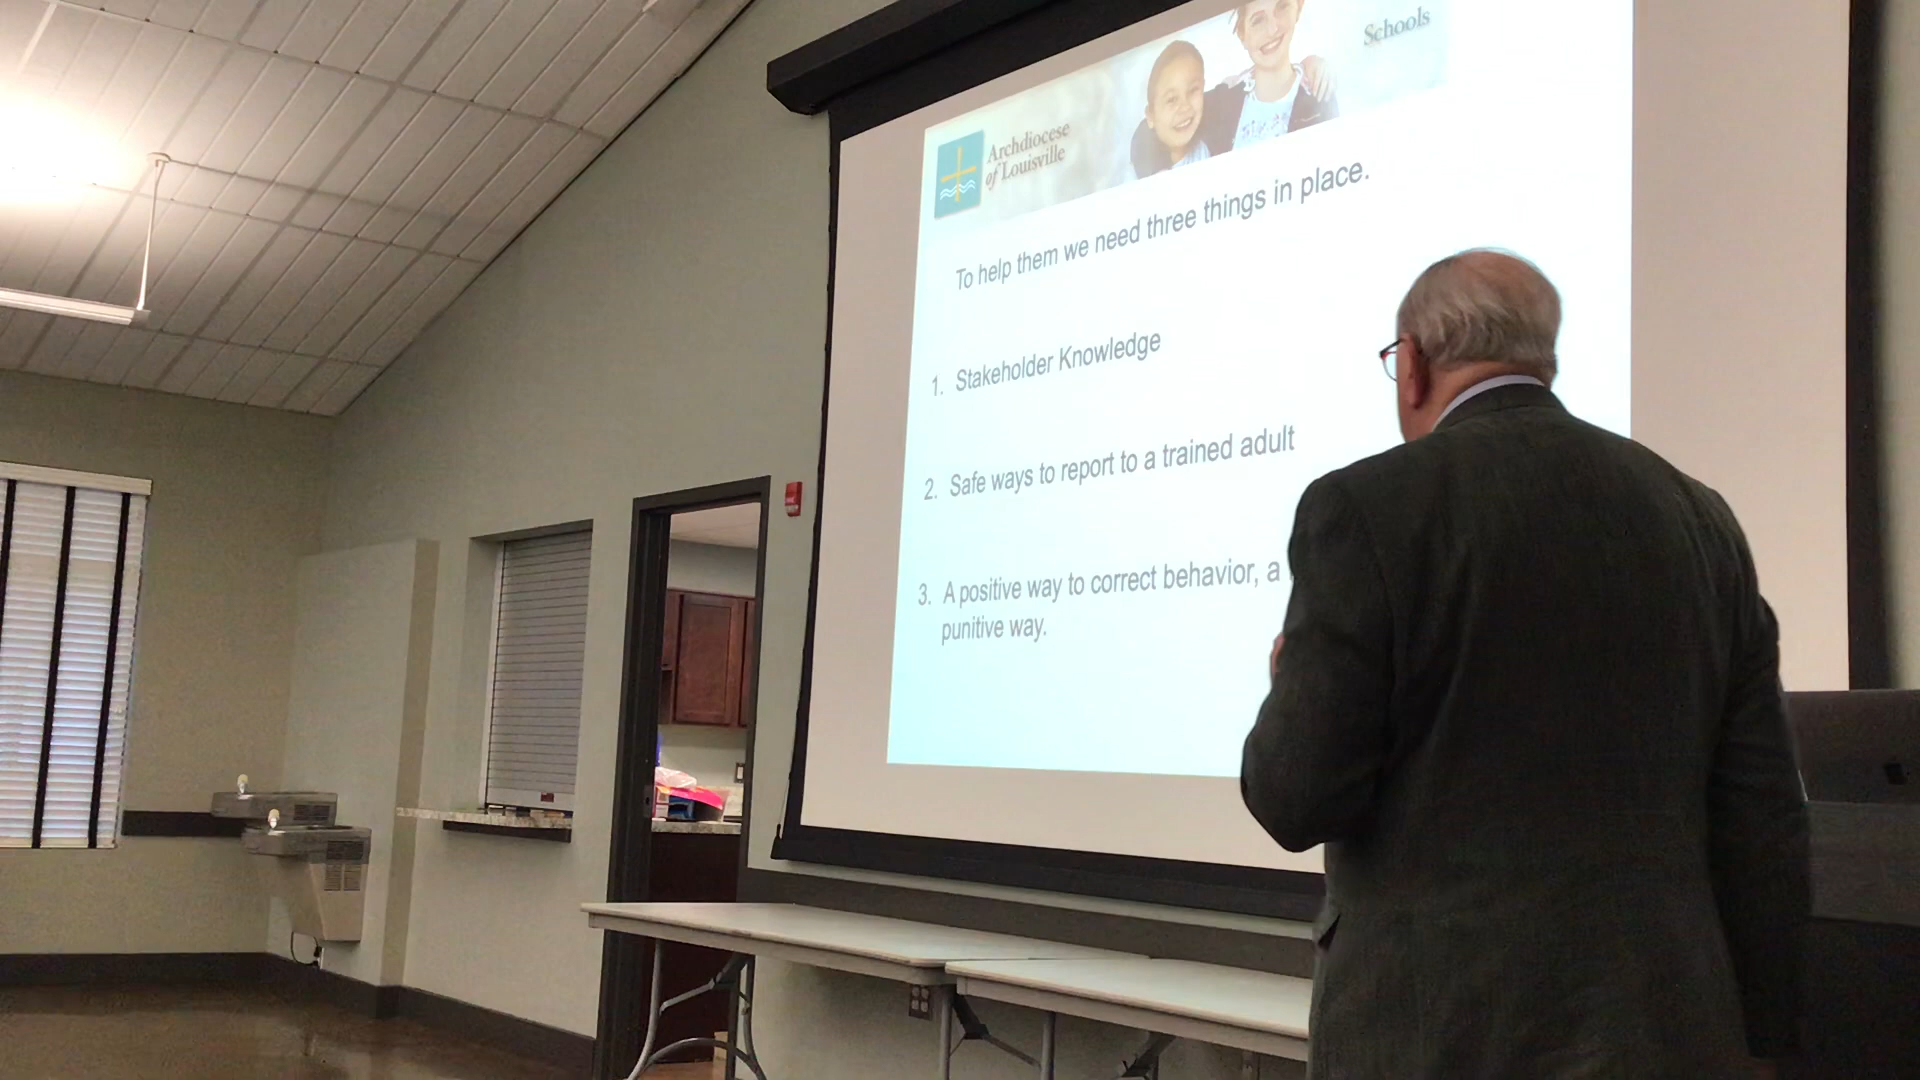 Schools
Archdiocese
of Louisville
To help them we need three things in place.
1. Stakeholder Knowledge
2. Safe ways to report to a trained adult
3. A positive way to correct behavior, a
punitive way.